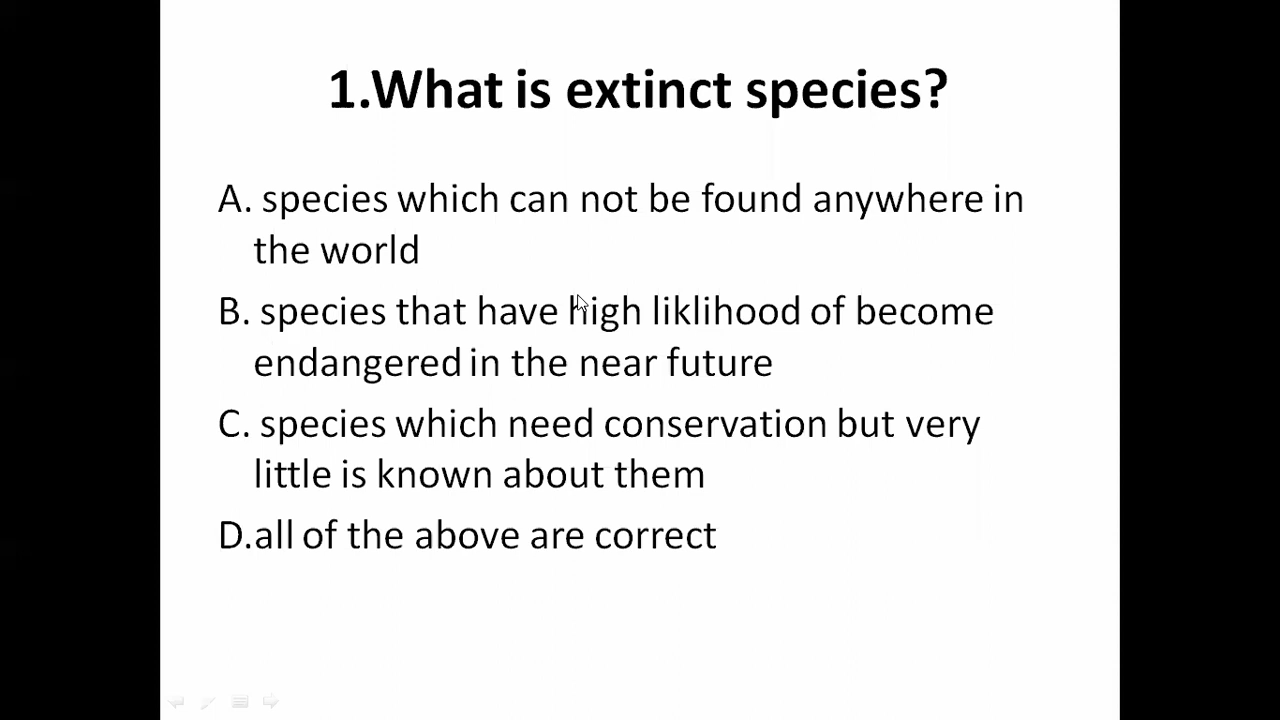 1.What is extinct species?
A. species which can not be found anywhere in
the world
B. species that have high liklihood of become
endangered in the near future
C. species which need conservation but very
little is known about them
D.all of the above are correct